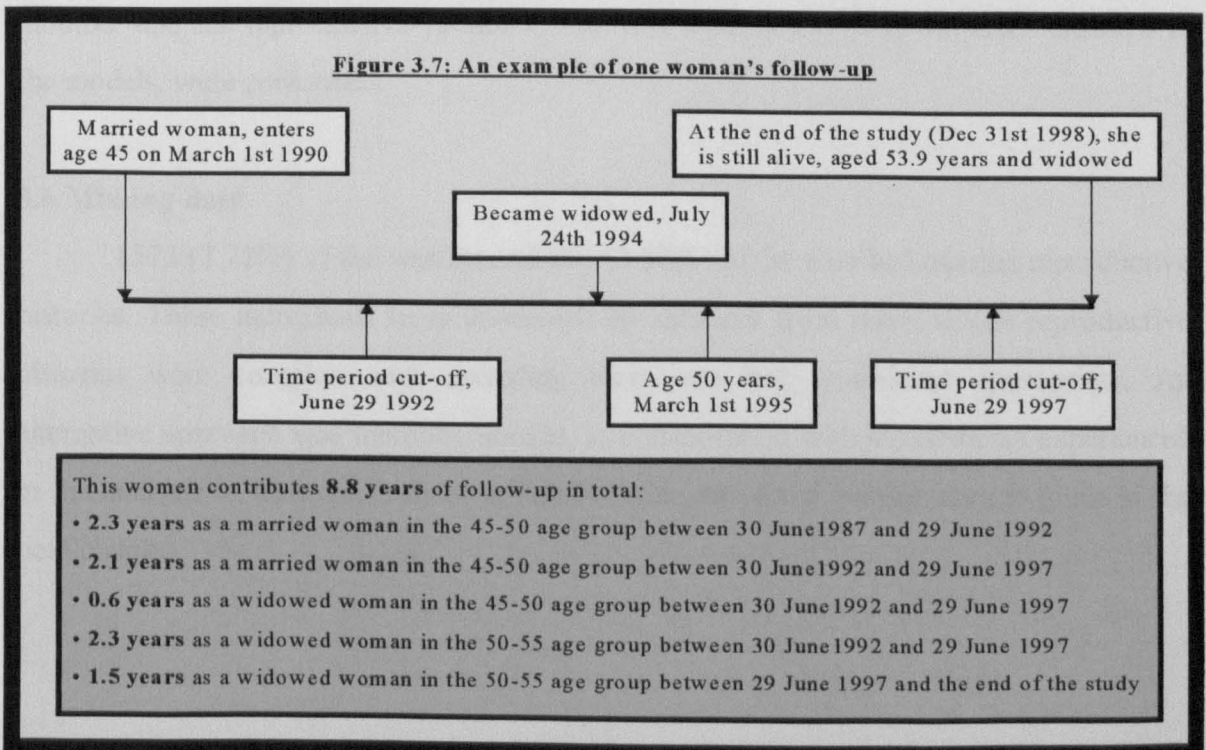 the models, were
Figure 3.7: An example of one woman's follow-up
Married woman, enters
age 45 on March 1st 1990
At the end of the study (Dec 31st 1998), she
is still alive, aged 53.9 years and widowed
Became widowed, July
24th 1994
Time period cut-off,
June 29 1992
Age 50 years,
March 1st 1995
Time period cut-off,
June 29 1997
This women contributes 8.8 years of follow-up in total:
• 2.3 years as a married woman in the 45-50 age group between 30 June1987 and 29 June 1992
• 2.1 years as a married woman in the 45-50 age group between 30 June1992 and 29 June 1997
• 0.6 years as a widowed woman in the 45-50 age group between 30 June1992 and 29 June 1997
• 2.3 years as a widowed woman in the 50-55 age group between 30 June1992 and 29 June 1997
• 1.5 years as a widowed woman in the 50-55 age group between 29 June 1997 and the end of the study